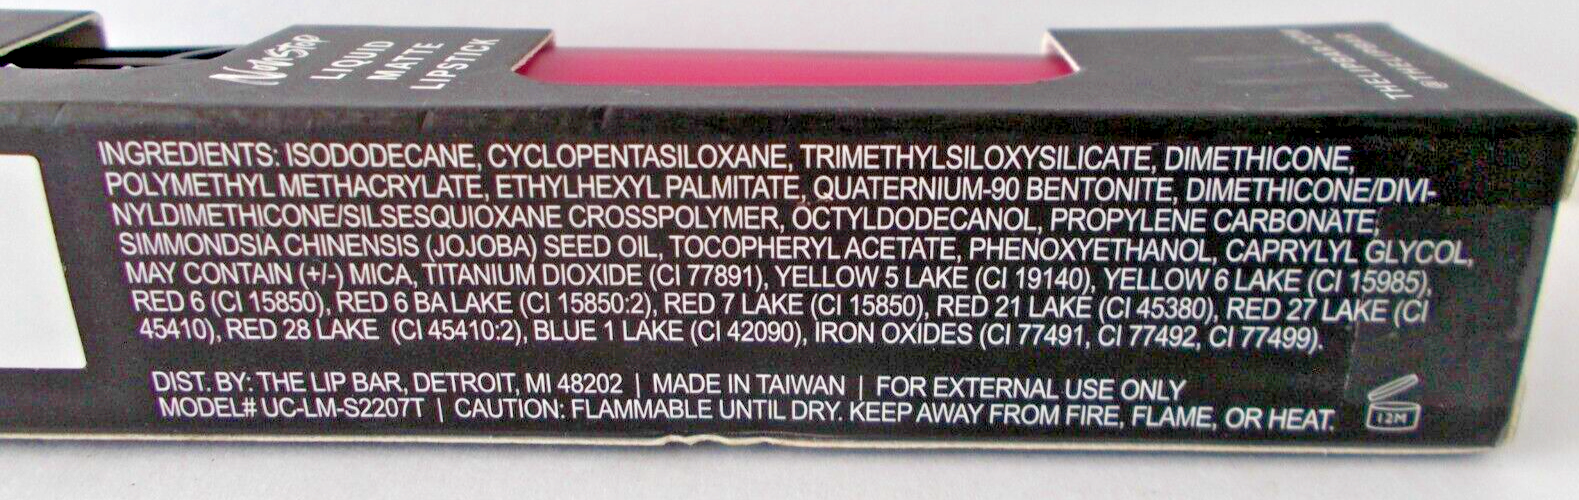 Nonstop
LIQUID
MATTE
LIPSTICK
THELIPBAR.COM
@THELIPBAR
INGREDIENTS: ISODODECANE, CYCLOPENTASILOXANE, TRIMETHYLSILOXYSILICATE, DIMETHICONE,
POLYMETHYL METHACRYLATE, ETHYLHEXYL PALMITATE, QUATERNIUM-90 BENTONITE, DIMETHICONE/DIVI-
NYLDIMETHICONE/SILSESQUIOXANE CROSSPOLYMER, OCTYLDODECANOL, PROPYLENE CARBONATE,
SIMMONDSIA CHINENSIS (JOJOBA) SEED OIL, TOCOPHERYL ACETATE, PHENOXYETHANOL, CAPRYLYL GLYCOL,
MAY CONTAIN (+/-) MICA, TITANIUM DIOXIDE (CI 77891), YELLOW 5 LAKE (CI 19140), YELLOW 6 LAKE (CI 15985),
RED 6 (CI 15850), RED 6 BA LAKE (CI 15850:2), RED 7 LAKE (CI 15850), RED 21 LAKE (CI 45380), RED 27 LAKE (CI
45410), RED 28 LAKE (CI 45410:2), BLUE 1 LAKE (CI 42090), IRON OXIDES (CI 77491, CI 77492, CI 77499).
DIST. BY: THE LIP BAR, DETROIT, MI 48202 | MADE IN TAIWAN | FOR EXTERNAL USE ONLY
MODEL# UC-LM-S2207T | CAUTION: FLAMMABLE UNTIL DRY. KEEP AWAY FROM FIRE, FLAME, OR HEAT.
12M